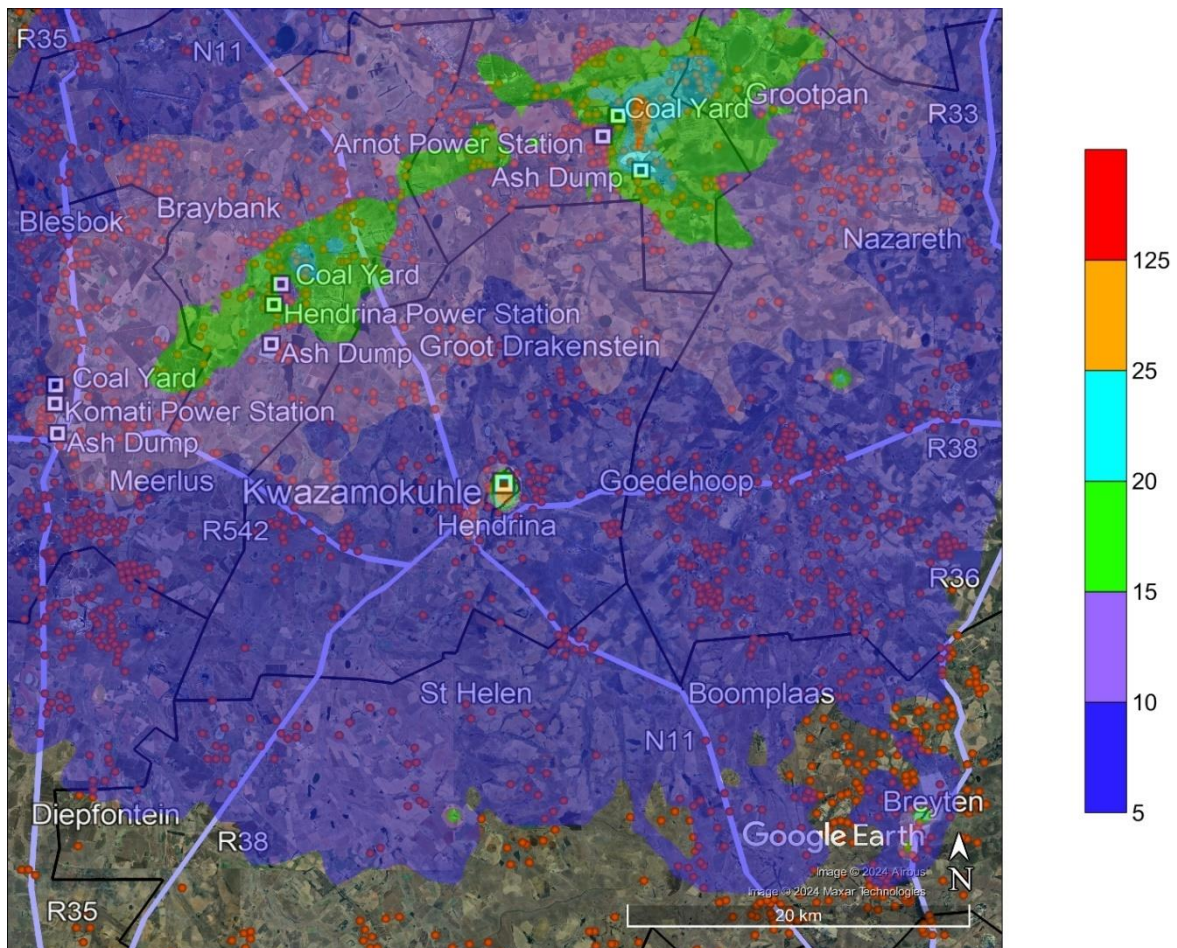 R35
N11
Coal Yard
Grootpan
R33
Arnot Power Station
Ash Dump
Blesbok
Braybank
Nazareth
Coal Yard
Hendrina Power Station
Ash Dump
Groot Drakenstein
Coal Yard
Komati Power Station
Ash Dump
R38
Meerlus
Kwazamokuhle
Goedehoop
R542
Hendrina
R36
St Helen
Boomplaas
N11
Diepfontein
Breyten
R38
Google Earth
Image © 2024 Airbus
Image © 2024 Maxar Technologies
N
R35
20 km
125
25
20
15
10
5